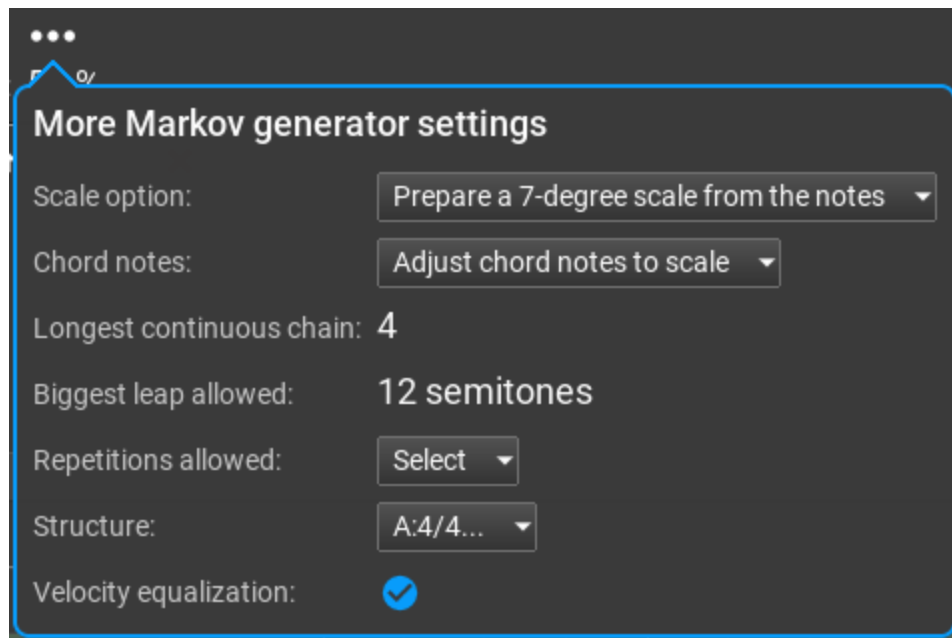 •••
%
More Markov generator settings
Scale option: Prepare a 7-degree scale from the notes
Chord notes: Adjust chord notes to scale
Longest continuous chain: 4
Biggest leap allowed: 12 semitones
Repetitions allowed: Select
Structure: A:4/4...
Velocity equalization: